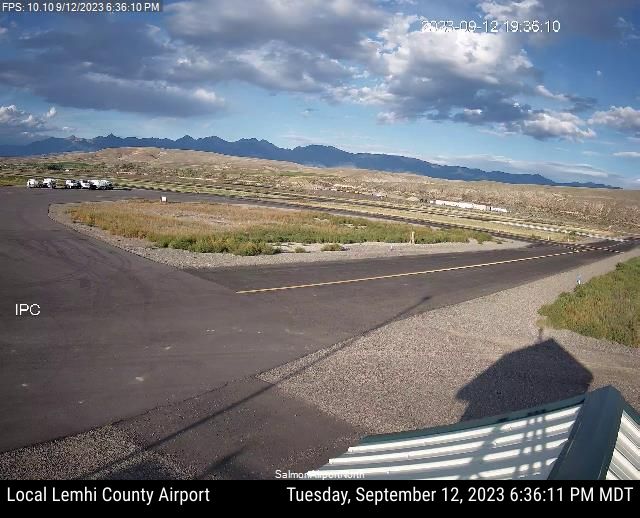 FPS: 10.10 9/12/2023 6:36:10 PM
2023-09-12 19:36:10
IPC
SalmonAirportNorth
Local Lemhi County Airport
Tuesday, September 12, 2023 6:36:11 PM MDT